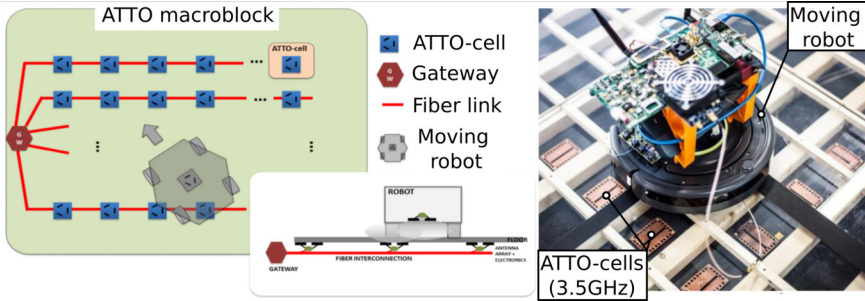 ATTO macroblock
ATTO-cell
G
W
ATTO-cell
Gateway
Fiber link
Moving
robot
ROBOT
FLOOR
ANTENNA
ARRAY +
ELECTRONICS
GATEWAY
FIBER INTERCONNECTION
Moving
robot
ATTO-cells
(3.5GHz)